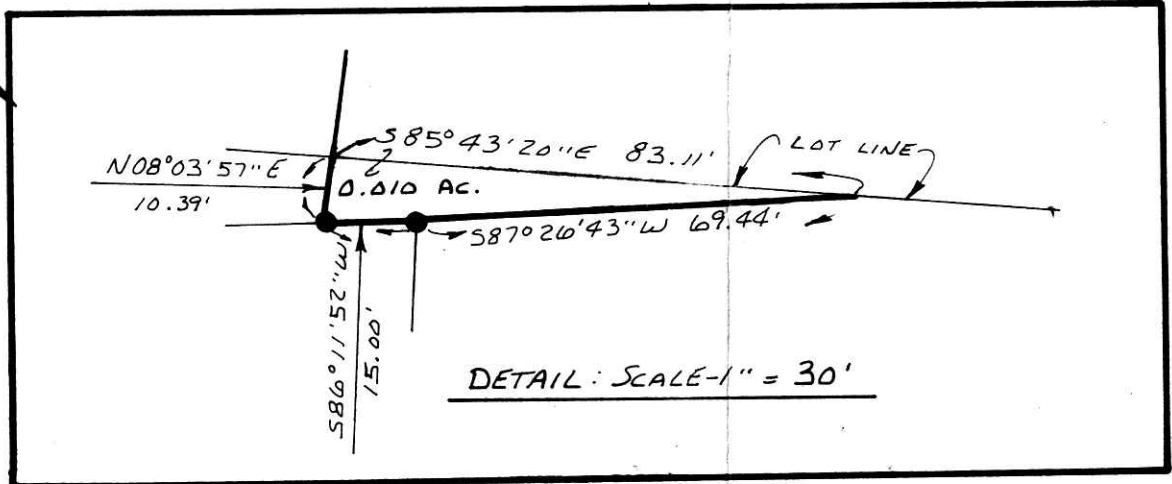 S85°43'20"E 83.11'
LOT LINE
N08°03'57"E
10.39'
0.010 AC.
S87°26'43"W 69.44'
S86°11'52"W
15.00'
DETAIL: SCALE-1" = 30'